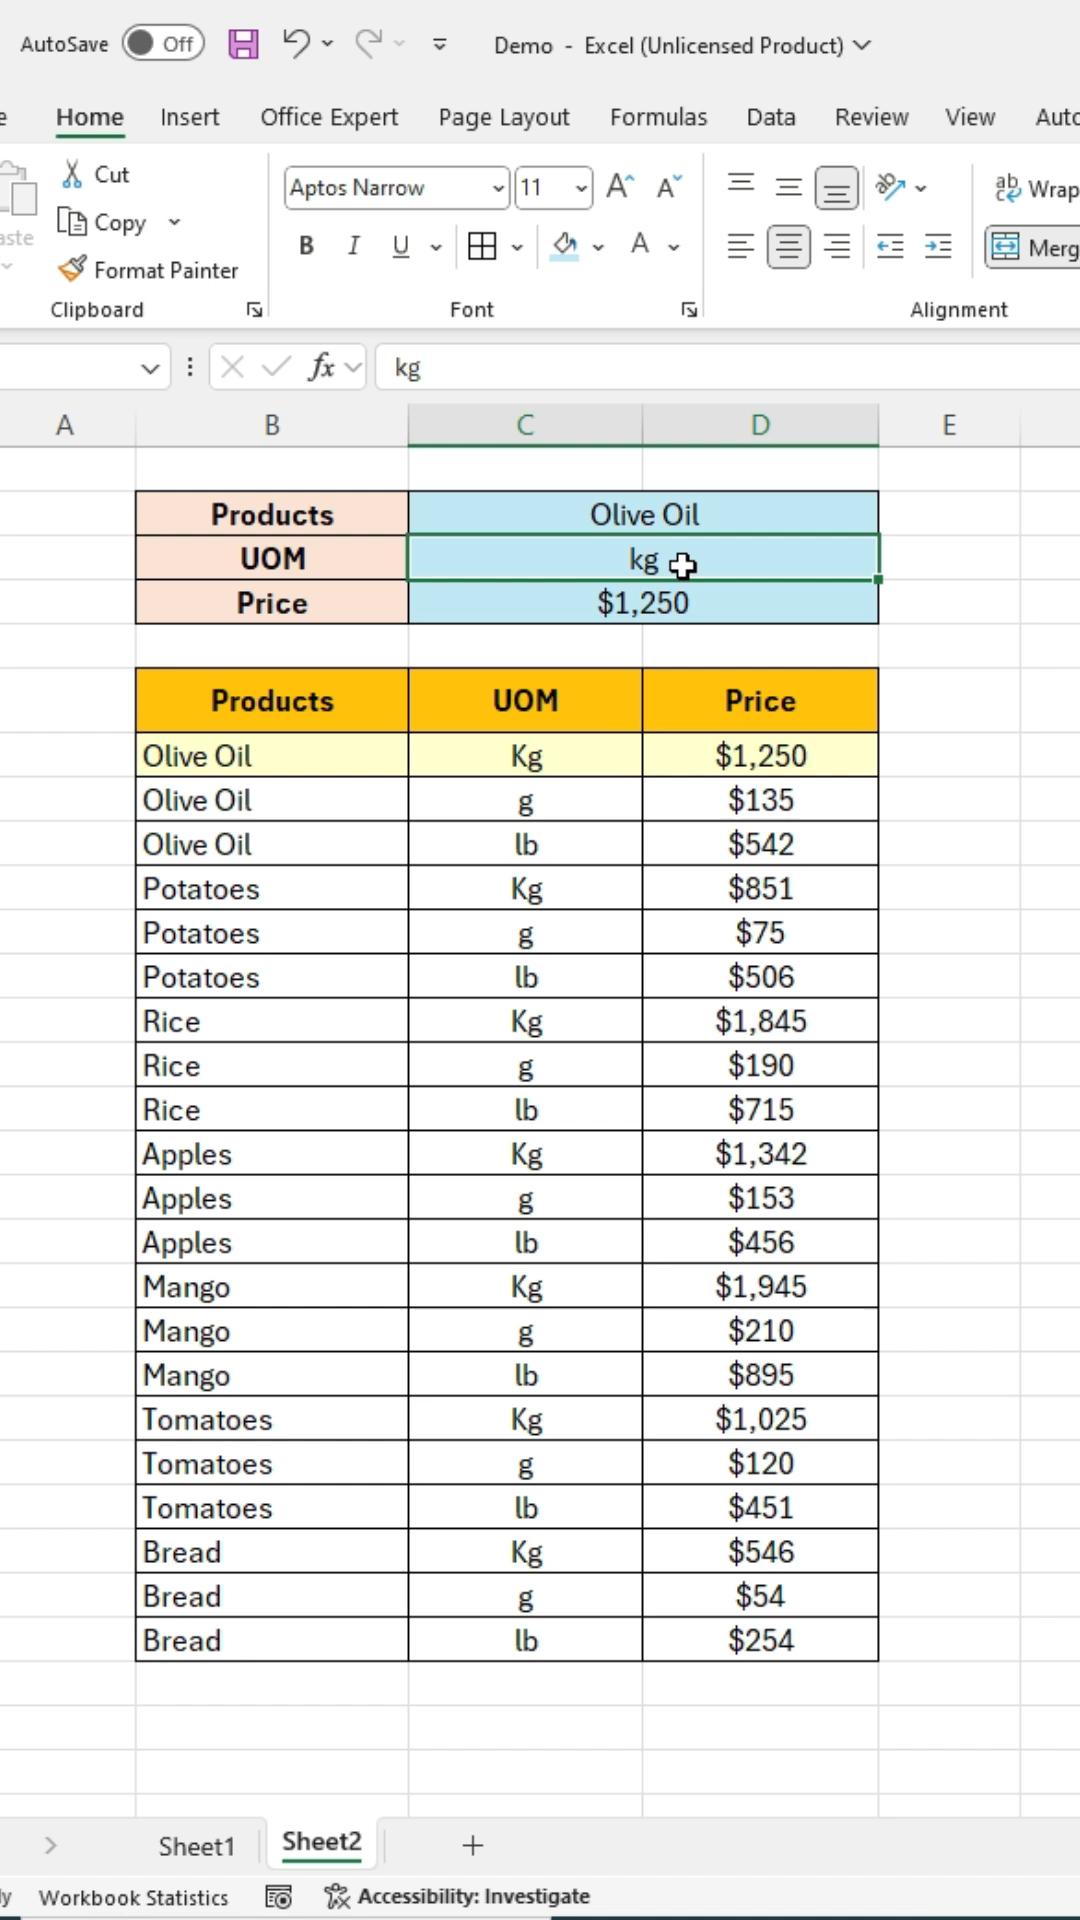 AutoSave Off Demo - Excel (Unlicensed Product)
Home Insert Office Expert Page Layout Formulas Data Review View
Cut Aptos Narrow 11 Wrap
Copy
B I U A
Format Painter
Clipboard Font Alignment
fx kg
A B C D E
Products Olive Oil
UOM kg
Price $1,250
Products UOM Price
Olive Oil Kg $1,250
Olive Oil g $135
Olive Oil lb $542
Potatoes Kg $851
Potatoes g $75
Potatoes lb $506
Rice Kg $1,845
Rice g $190
Rice lb $715
Apples Kg $1,342
Apples g $153
Apples lb $456
Mango Kg $1,945
Mango g $210
Mango lb $895
Tomatoes Kg $1,025
Tomatoes g $120
Tomatoes lb $451
Bread Kg $546
Bread g $54
Bread lb $254
Sheet1 Sheet2
Workbook Statistics Accessibility: Investigate